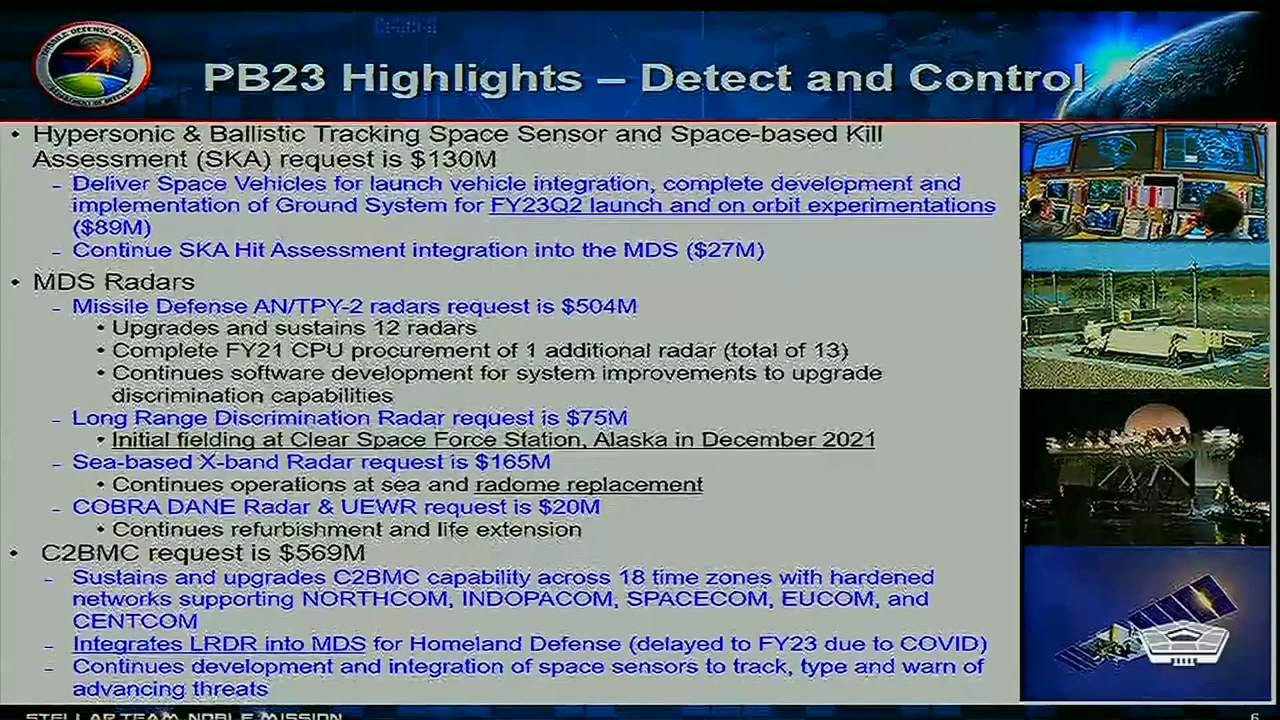 PB23 Highlights – Detect and Control
• Hypersonic & Ballistic Tracking Space Sensor and Space-based Kill
Assessment (SKA) request is $130M
– Deliver Space Vehicles for launch vehicle integration, complete development and
implementation of Ground System for FY23Q2 launch and on orbit experimentations
($89M)
– Continue SKA Hit Assessment integration into the MDS ($27M)
• MDS Radars
– Missile Defense AN/TPY-2 radars request is $504M
• Upgrades and sustains 12 radars
• Complete FY21 CPU procurement of 1 additional radar (total of 13)
• Continues software development for system improvements to upgrade
discrimination capabilities
– Long Range Discrimination Radar request is $75M
• Initial fielding at Clear Space Force Station, Alaska in December 2021
– Sea-based X-band Radar request is $165M
• Continues operations at sea and radome replacement
– COBRA DANE Radar & UEWR request is $20M
• Continues refurbishment and life extension
• C2BMC request is $569M
– Sustains and upgrades C2BMC capability across 18 time zones with hardened
networks supporting NORTHCOM, INDOPACOM, SPACECOM, EUCOM, and
CENTCOM
– Integrates LRDR into MDS for Homeland Defense (delayed to FY23 due to COVID)
– Continues development and integration of space sensors to track, type and warn of
advancing threats
STELLAR TEAM, NOBLE MISSION
6